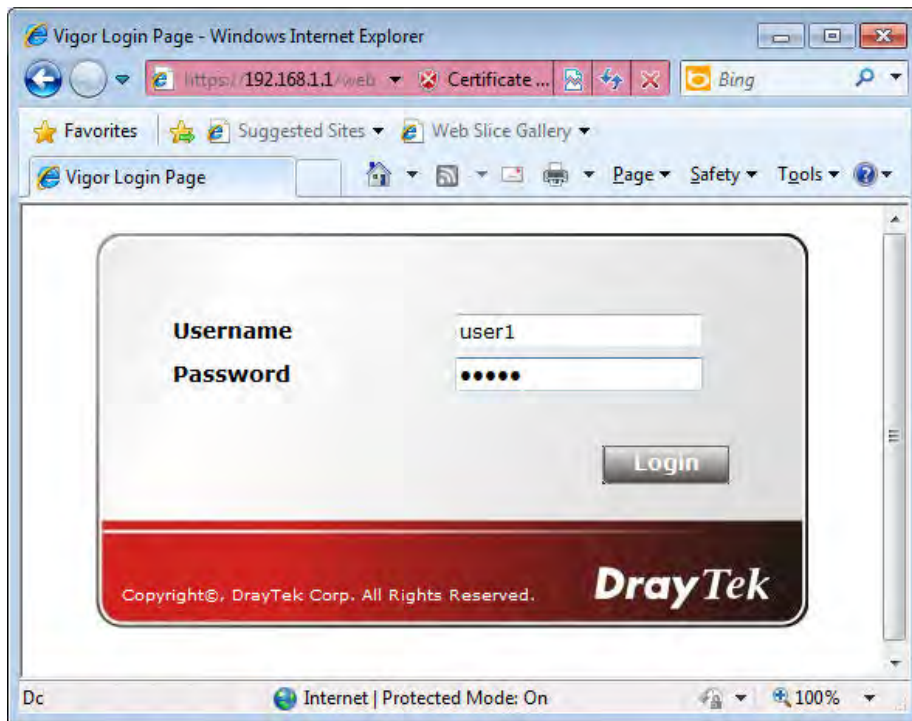 Vigor Login Page - Windows Internet Explorer
https://192.168.1.1/web Certificate ... Bing
Favorites Suggested Sites Web Slice Gallery
Vigor Login Page Page Safety Tools
Username user1
Password •••••
Login
Copyright©, DrayTek Corp. All Rights Reserved. DrayTek
Dc Internet | Protected Mode: On 100%